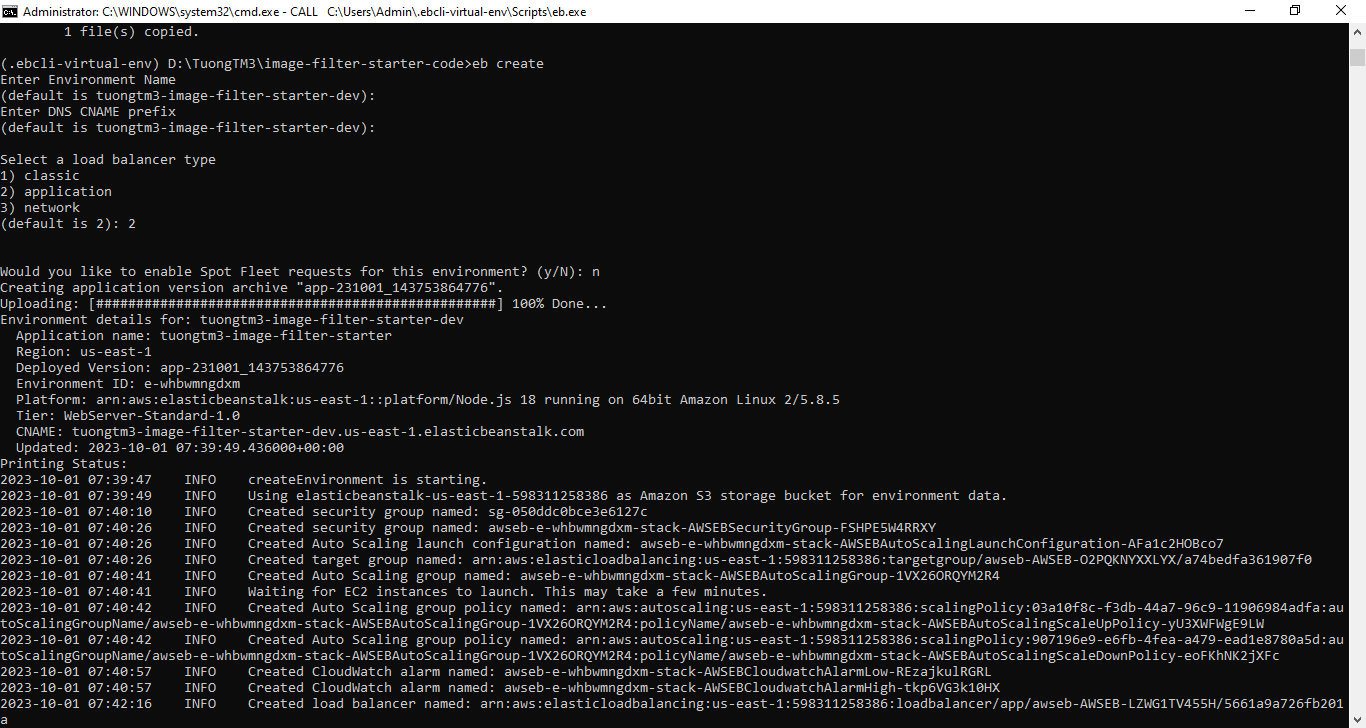 Administrator: C:\WINDOWS\system32\cmd.exe - CALL  C:\Users\Admin\.ebcli-virtual-env\Scripts\eb.exe
        1 file(s) copied.
(.ebcli-virtual-env) D:\TuongTM3\image-filter-starter-code>eb create
Enter Environment Name
(default is tuongtm3-image-filter-starter-dev):
Enter DNS CNAME prefix
(default is tuongtm3-image-filter-starter-dev):
Select a load balancer type
1) classic
2) application
3) network
(default is 2): 2
Would you like to enable Spot Fleet requests for this environment? (y/N): n
Creating application version archive "app-231001_143753864776".
Uploading: [##################################################] 100% Done...
Environment details for: tuongtm3-image-filter-starter-dev
  Application name: tuongtm3-image-filter-starter
  Region: us-east-1
  Deployed Version: app-231001_143753864776
  Environment ID: e-whbwmngdxm
  Platform: arn:aws:elasticbeanstalk:us-east-1::platform/Node.js 18 running on 64bit Amazon Linux 2/5.8.5
  Tier: WebServer-Standard-1.0
  CNAME: tuongtm3-image-filter-starter-dev.us-east-1.elasticbeanstalk.com
  Updated: 2023-10-01 07:39:49.436000+00:00
Printing Status:
2023-10-01 07:39:47    INFO    createEnvironment is starting.
2023-10-01 07:39:49    INFO    Using elasticbeanstalk-us-east-1-598311258386 as Amazon S3 storage bucket for environment data.
2023-10-01 07:40:10    INFO    Created security group named: sg-050ddc0bce3e6127c
2023-10-01 07:40:26    INFO    Created security group named: awseb-e-whbwmngdxm-stack-AWSEBSecurityGroup-FSHPE5W4RRXY
2023-10-01 07:40:26    INFO    Created Auto Scaling launch configuration named: awseb-e-whbwmngdxm-stack-AWSEBAutoScalingLaunchConfiguration-AFa1c2HOBco7
2023-10-01 07:40:26    INFO    Created target group named: arn:aws:elasticloadbalancing:us-east-1:598311258386:targetgroup/awseb-AWSEB-O2PQKNYXXLYX/a74bedfa361907f0
2023-10-01 07:40:41    INFO    Created Auto Scaling group named: awseb-e-whbwmngdxm-stack-AWSEBAutoScalingGroup-1VX26ORQYM2R4
2023-10-01 07:40:41    INFO    Waiting for EC2 instances to launch. This may take a few minutes.
2023-10-01 07:40:42    INFO    Created Auto Scaling group policy named: arn:aws:autoscaling:us-east-1:598311258386:scalingPolicy:03a10f8c-f3db-44a7-96c9-11906984adfa:au
toScalingGroupName/awseb-e-whbwmngdxm-stack-AWSEBAutoScalingGroup-1VX26ORQYM2R4:policyName/awseb-e-whbwmngdxm-stack-AWSEBAutoScalingScaleUpPolicy-yU3XWFWgE9LW
2023-10-01 07:40:42    INFO    Created Auto Scaling group policy named: arn:aws:autoscaling:us-east-1:598311258386:scalingPolicy:907196e9-e6fb-4fea-a479-ead1e8780a5d:au
toScalingGroupName/awseb-e-whbwmngdxm-stack-AWSEBAutoScalingGroup-1VX26ORQYM2R4:policyName/awseb-e-whbwmngdxm-stack-AWSEBAutoScalingScaleDownPolicy-eoFKhNK2jXFc
2023-10-01 07:40:57    INFO    Created CloudWatch alarm named: awseb-e-whbwmngdxm-stack-AWSEBCloudwatchAlarmLow-REzajkulRGRL
2023-10-01 07:40:57    INFO    Created CloudWatch alarm named: awseb-e-whbwmngdxm-stack-AWSEBCloudwatchAlarmHigh-tkp6VG3k10HX
2023-10-01 07:42:16    INFO    Created load balancer named: arn:aws:elasticloadbalancing:us-east-1:598311258386:loadbalancer/app/awseb-AWSEB-LZWG1TV455H/5661a9a726fb201
a